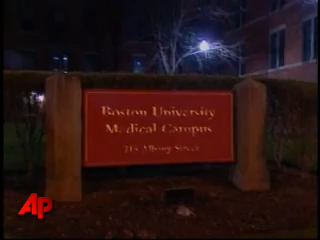 Boston University
Medical Campus
715 Albany Street
AP